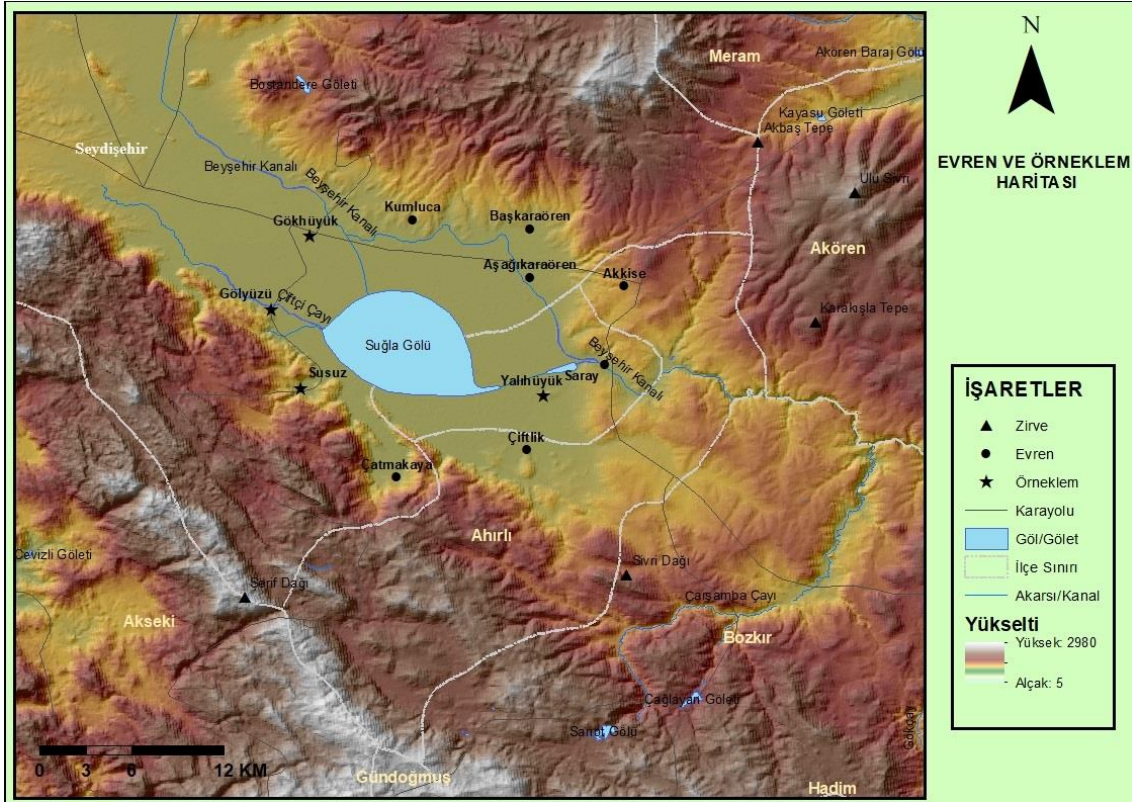 N
EVREN VE ÖRNEKLEM
HARİTASI
Meram
Akören Baraj Gölü
Bostandere Göleti
Kayasu Göleti
Akbaş Tepe
Seydişehir
Beyşehir Kanalı
Beyşehir Kanalı
Ulu Sivri
Kumluca
Başkaraören
Gökhüyük
Akören
Aşağıkaraören
Akkise
Gölyüzü
Çiftçi Çayı
Karakışla Tepe
Suğla Gölü
Beyşehir Kanalı
Susuz
Yalıhüyük
Saray
Çiftlik
Çatmakaya
Ahırlı
Cevizli Göleti
Sivri Dağı
Şerif Dağı
Çarşamba Çayı
Akseki
Bozkır
Çağlayan Göleti
Sarıot Gölü
Gökçay
0 3 6 12 KM
Gündoğmuş
Hadim
İŞARETLER
Zirve
Evren
Örneklem
Karayolu
Göl/Gölet
İlçe Sınırı
Akarsı/Kanal
Yükselti
Yüksek: 2980
Alçak: 5